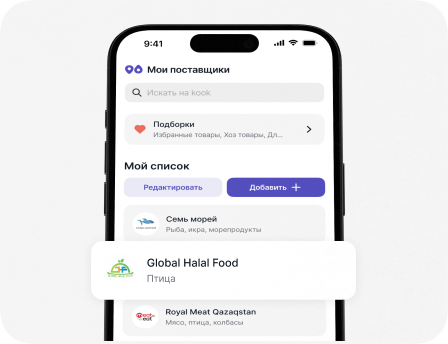 9:41
Мои поставщики
Искать на kook
Подборки
Избранные товары, Хоз товары, Дл...
Мой список
Редактировать
Добавить +
Семь морей
Рыба, икра, морепродукты
Global Halal Food
Птица
Royal Meat Qazaqstan
Мясо, птица, колбасы